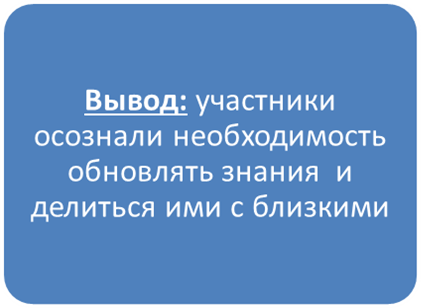 Вывод: участники
осознали необходимость
обновлять знания  и
делиться ими с близкими